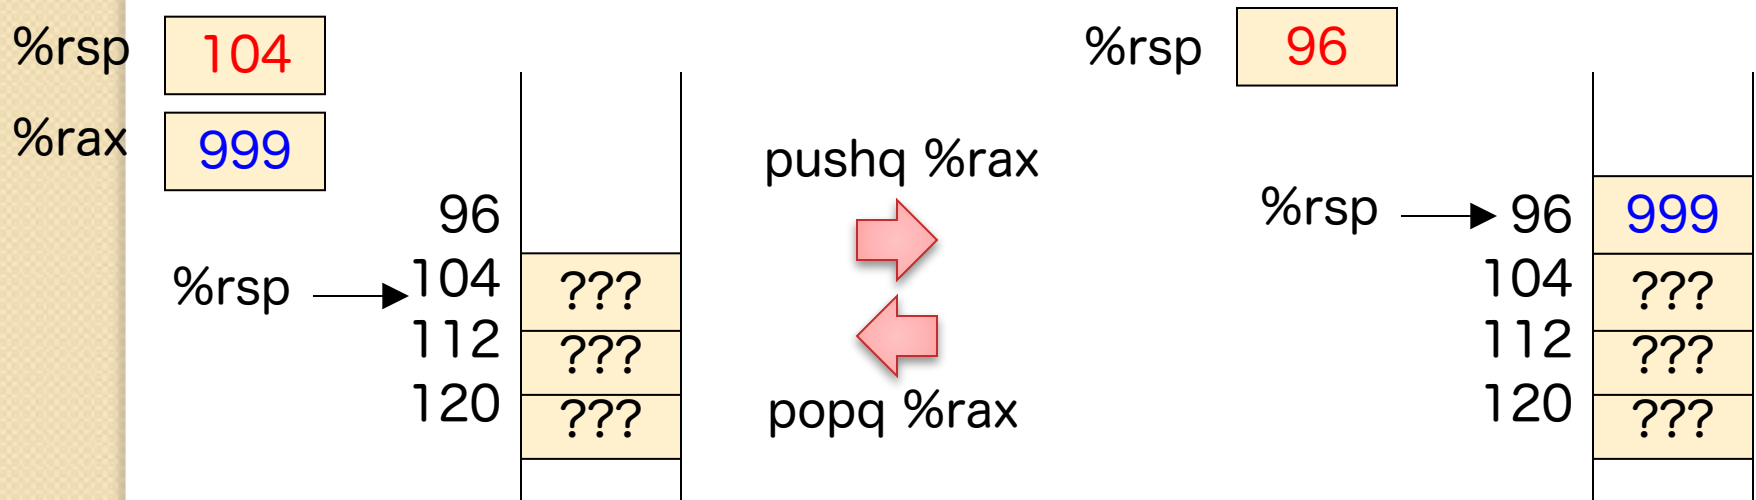 %rsp 104
%rax 999
96
%rsp 104 ???
112 ???
120 ???
pushq %rax
popq %rax
%rsp 96
%rsp 96 999
104 ???
112 ???
120 ???